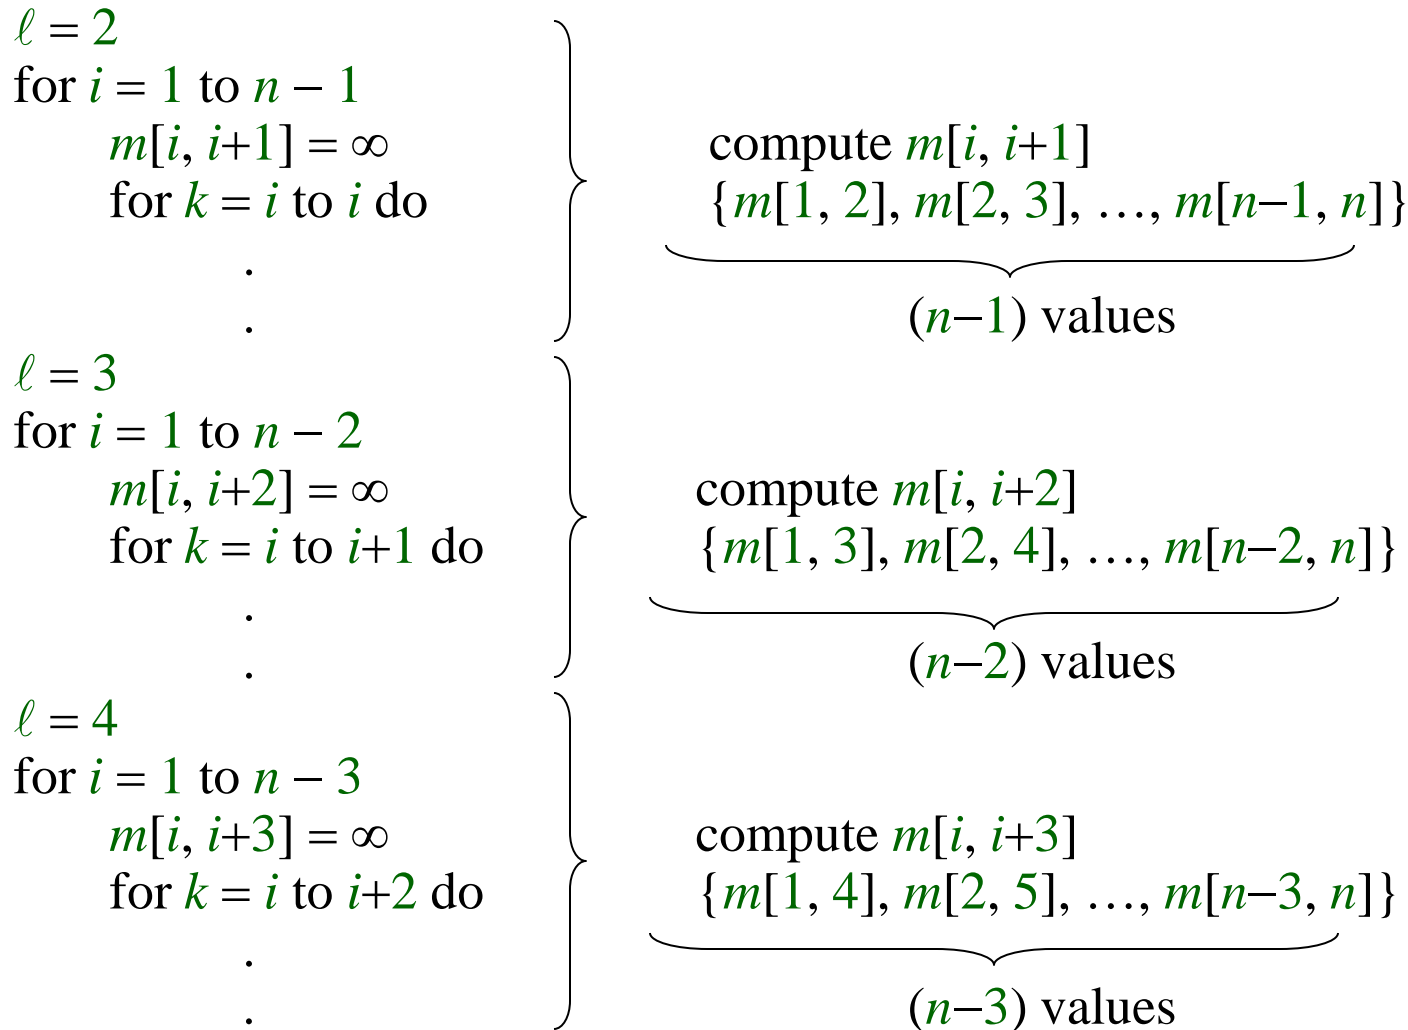 ℓ = 2
for i = 1 to n − 1
m[i, i+1] = ∞
for k = i to i do
.
.
compute m[i, i+1]
{m[1, 2], m[2, 3], …, m[n−1, n]}
(n−1) values
ℓ = 3
for i = 1 to n − 2
m[i, i+2] = ∞
for k = i to i+1 do
.
.
compute m[i, i+2]
{m[1, 3], m[2, 4], …, m[n−2, n]}
(n−2) values
ℓ = 4
for i = 1 to n − 3
m[i, i+3] = ∞
for k = i to i+2 do
.
.
compute m[i, i+3]
{m[1, 4], m[2, 5], …, m[n−3, n]}
(n−3) values